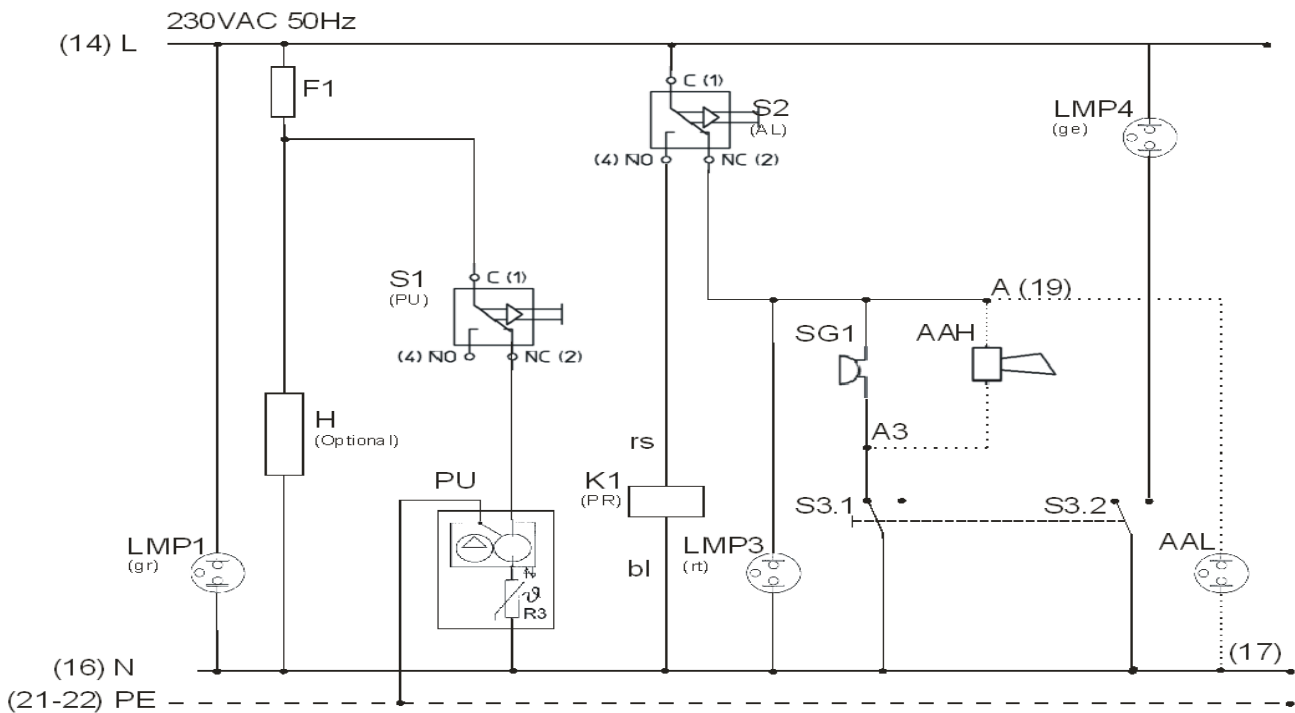 230VAC 50Hz
(14) L
F1
C (1)
S2
(AL)
LMP4
(ge)
(4) NO
NC (2)
S1
(PU)
C (1)
A (19)
SG1
AAH
(4) NO
NC (2)
H
(Optional)
rs
A3
PU
K1
(PR)
S3.1
S3.2
LMP1
(gr)
bl
LMP3
(rt)
AAL
N
ϑ
R3
(16) N
(17)
(21-22) PE